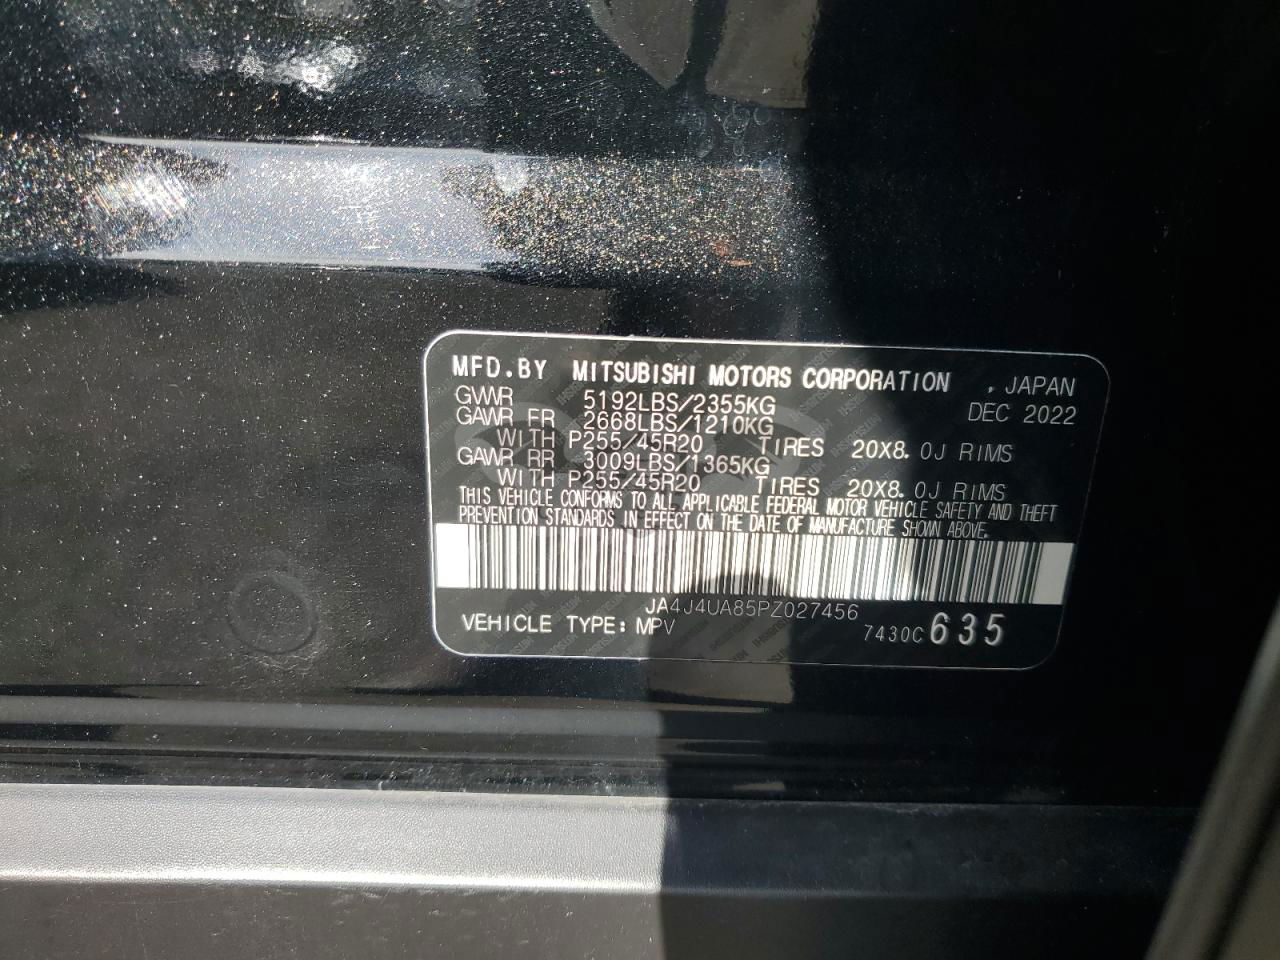 MFD.BY MITSUBISHI MOTORS CORPORATION , JAPAN
GVWR 5192LBS/2355KG DEC 2022
GAWR FR 2668LBS/1210KG
WITH P255/45R20 TIRES 20X8.0J RIMS
GAWR RR 3009LBS/1365KG
WITH P255/45R20 TIRES 20X8.0J RIMS
THIS VEHICLE CONFORMS TO ALL APPLICABLE FEDERAL MOTOR VEHICLE SAFETY AND THEFT
PREVENTION STANDARDS IN EFFECT ON THE DATE OF MANUFACTURE SHOWN ABOVE.
JA4J4UA85PZ027456
VEHICLE TYPE: MPV 7430C 635